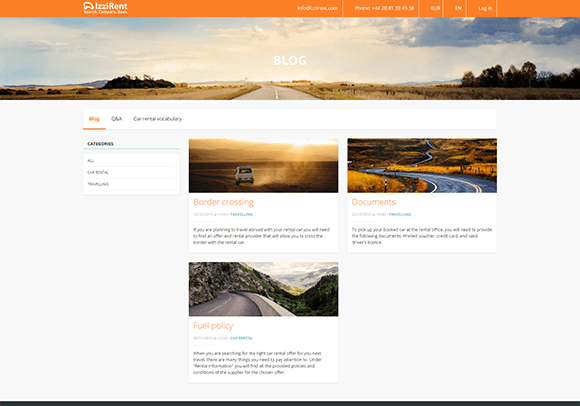 IzziRent
Search. Compare. Book.
info@izzirent.com
Phone: +44 20 81 33 43 38
EUR
EN
Log in
BLOG
Blog
Q&A
Car rental vocabulary
CATEGORIES
ALL
CAR RENTAL
TRAVELLING
Border crossing
TRAVELLING
If you are planning to travel abroad with your rental car you will need
to find an offer and rental provider that will allow you to cross the
border with the rental car.
Documents
TRAVELLING
To pick up your booked car at the rental office, you will need to provide
the following documents: Printed voucher, credit card, and valid
driver's licence.
Fuel policy
CAR RENTAL
When you are searching for the right car rental offer for you next
travel, there are many things you need to pay attention to. Under
"Rental Information" you will find all the provided policies and
conditions of the supplier for the chosen offer.